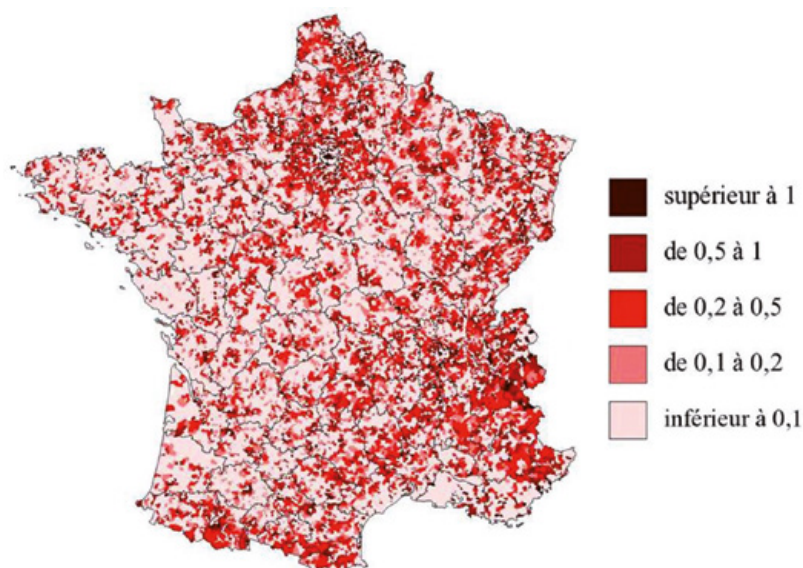 supérieur à 1
de 0,5 à 1
de 0,2 à 0,5
de 0,1 à 0,2
inférieur à 0,1